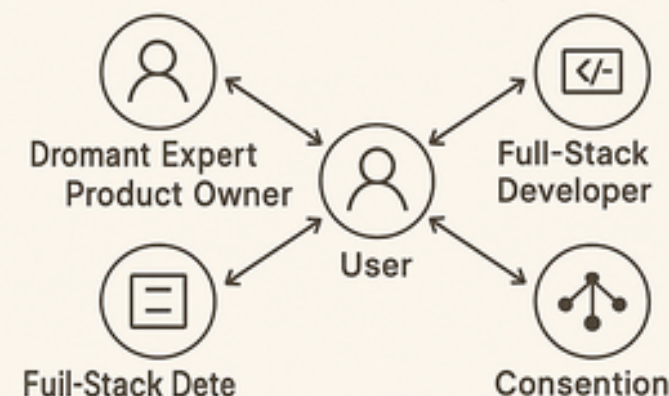 Dromant Expert
Product Owner
Full-Stack
Developer
</-
User
Fuil-Stack Dete
Consention